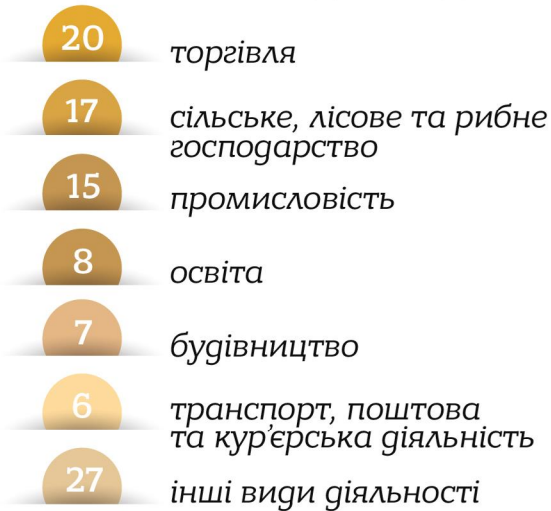 20
торгівля
17
сільське, лісове та рибне
господарство
15
промисловість
8
освіта
7
будівництво
6
транспорт, поштова
та кур’єрська діяльність
27
інші види діяльності